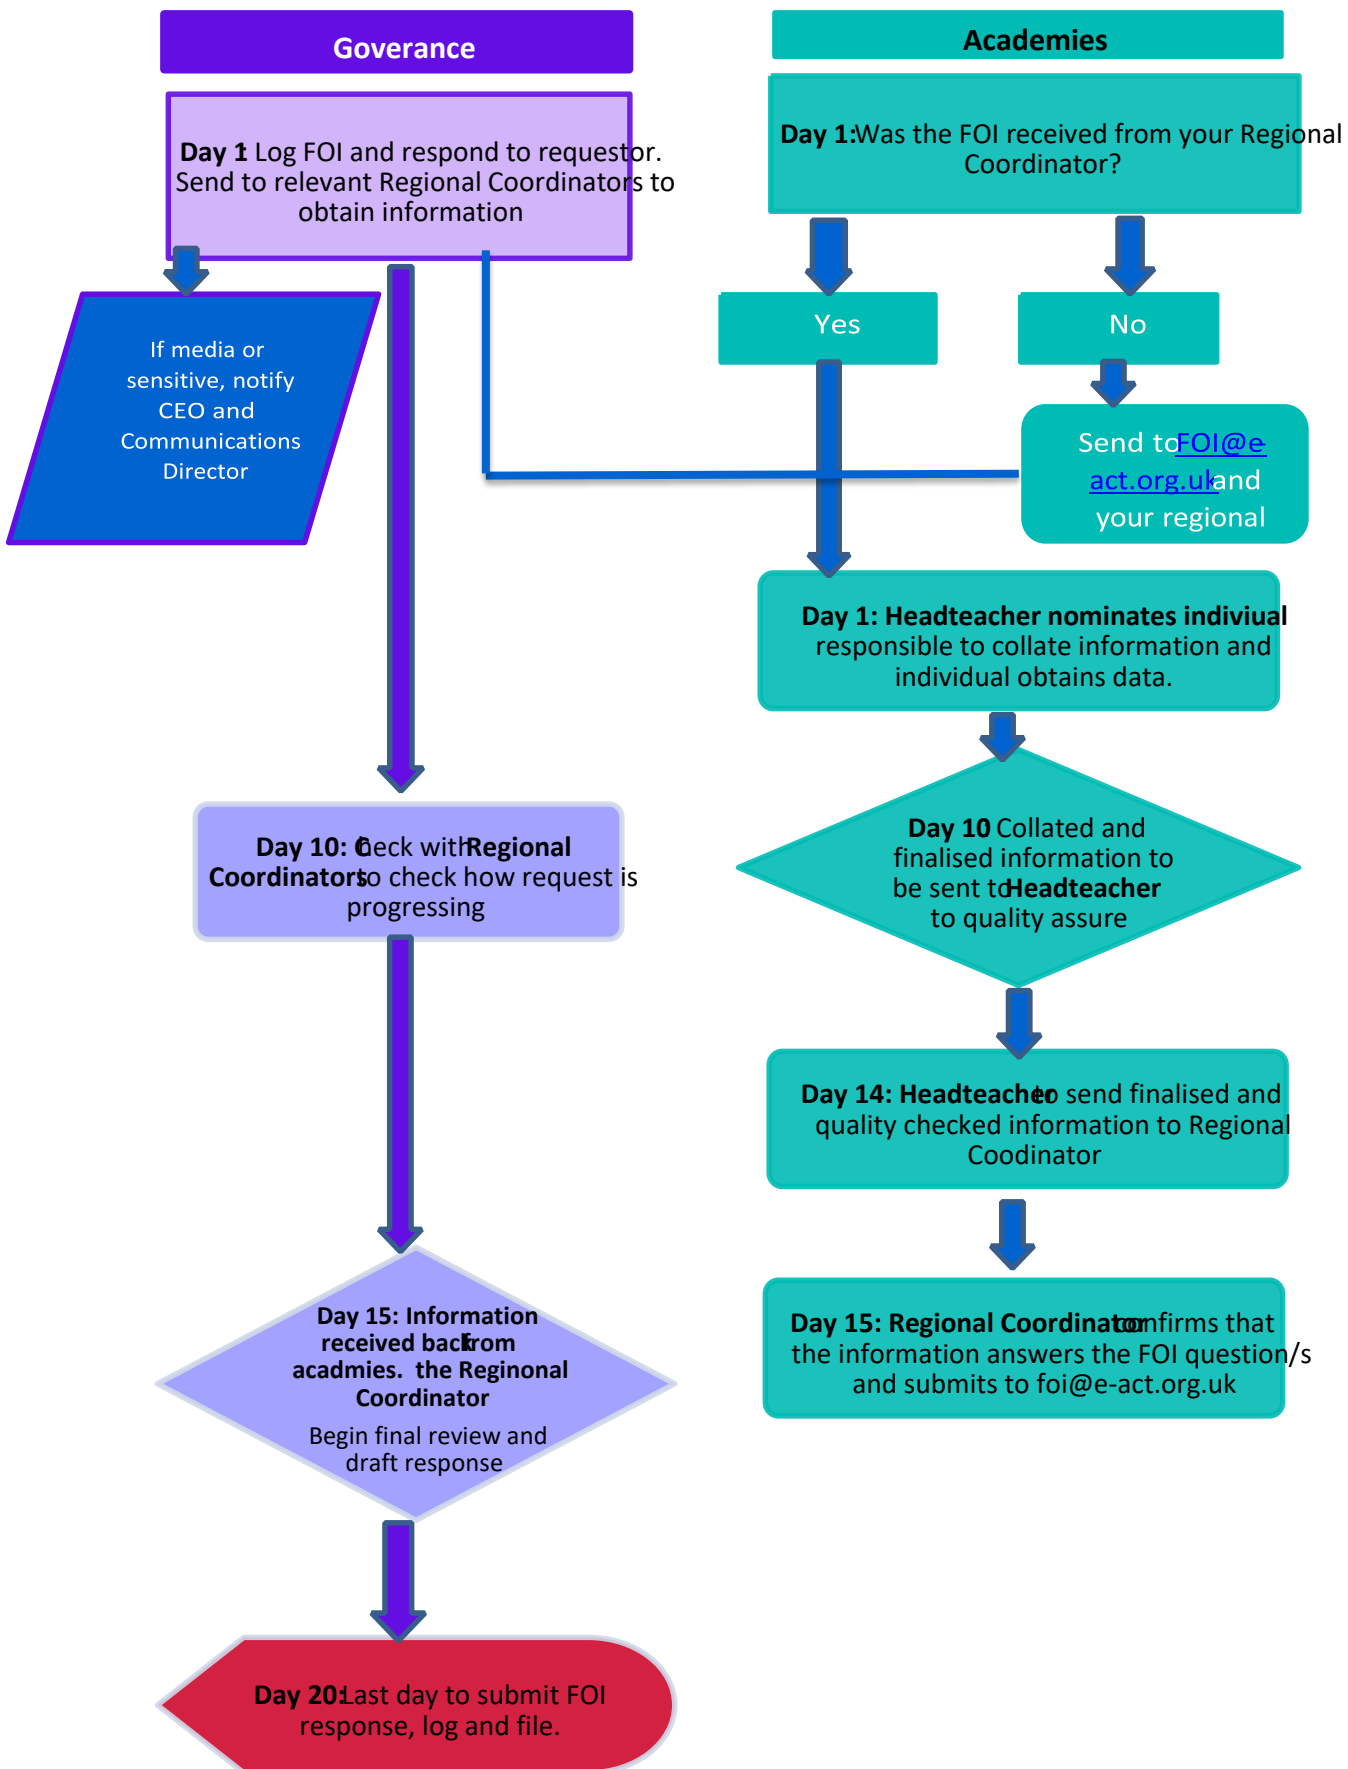 Goverance
Day 1: Log FOI and respond to requestor.
Send to relevant Regional Coordinators to
obtain information
If media or
sensitive, notify
CEO and
Communications
Director
Day 10: Check with Regional
Coordinators to check how request is
progressing
Day 15: Information
received back from
acadmies. the Reginonal
Coordinator
Begin final review and
draft response
Day 20: Last day to submit FOI
response, log and file.
Academies
Day 1: Was the FOI received from your Regional
Coordinator?
Yes
No
Send to FOI@e-
act.org.uk and
your regional
Day 1: Headteacher nominates indiviual
responsible to collate information and
individual obtains data.
Day 10: Collated and
finalised information to
be sent to Headteacher
to quality assure
Day 14: Headteacher to send finalised and
quality checked information to Regional
Coodinator
Day 15: Regional Coordinator confirms that
the information answers the FOI question/s
and submits to foi@e-act.org.uk